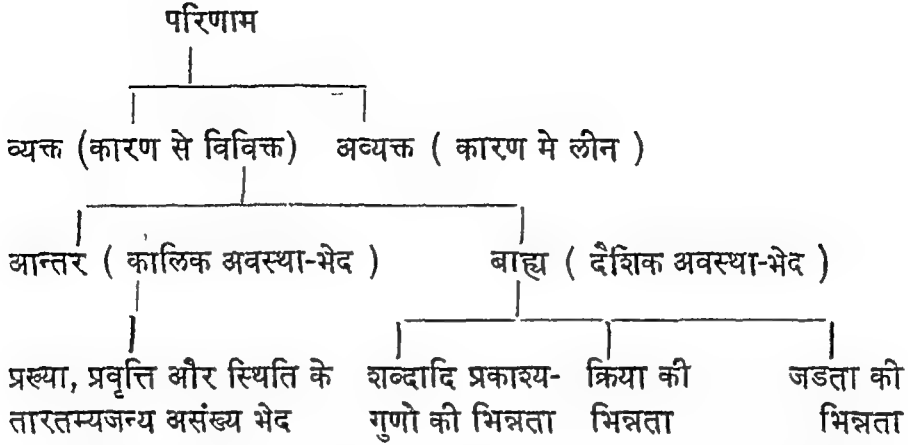 परिणाम
व्यक्त (कारण से विविक्त) अव्यक्त ( कारण मे लीन )
आन्तर ( कालिक अवस्था-भेद ) बाह्य ( दैशिक अवस्था-भेद )
प्रख्या, प्रवृत्ति और स्थिति के शब्दादि प्रकाश्य- क्रिया की जडता की
तारतम्यजन्य असंख्य भेद गुणो की भिन्नता भिन्नता भिन्नता